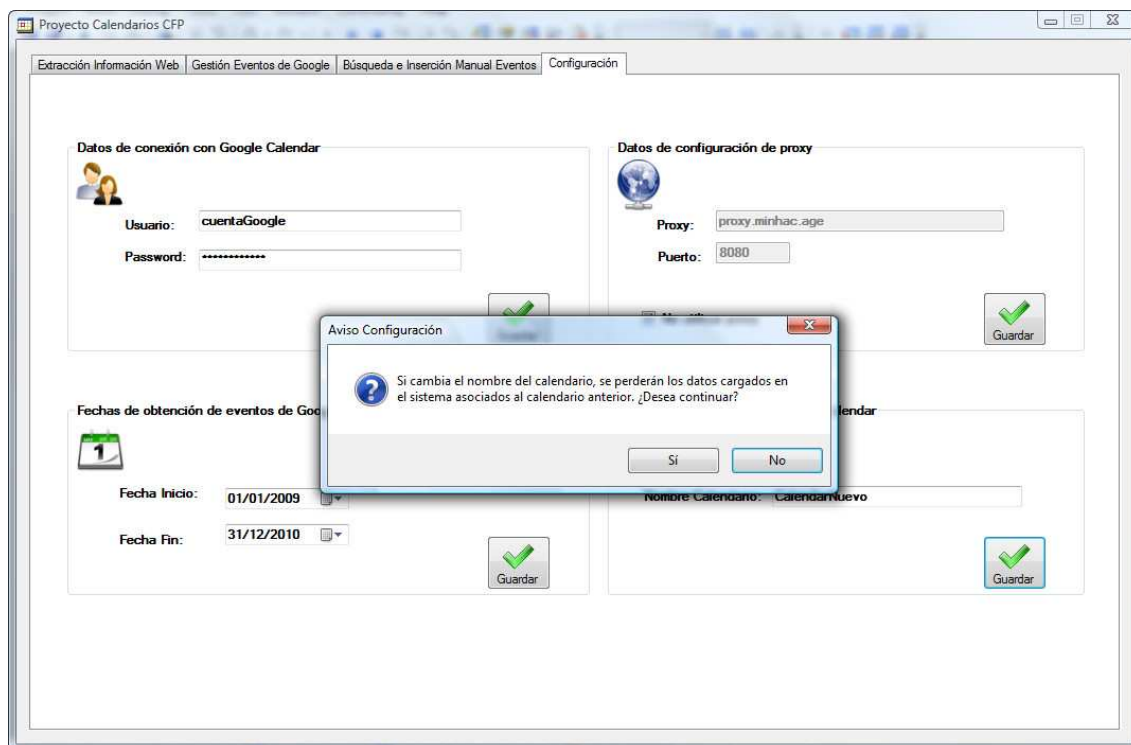 Proyecto Calendarios CFP
Extracción Información Web
Gestión Eventos de Google
Búsqueda e Inserción Manual Eventos
Configuración
Datos de conexión con Google Calendar
Usuario: cuentaGoogle
Password: ************
Datos de configuración de proxy
Proxy: proxy.minhac.age
Puerto: 8080
Guardar
Aviso Configuración
Si cambia el nombre del calendario, se perderán los datos cargados en
el sistema asociados al calendario anterior. ¿Desea continuar?
Sí
No
Fechas de obtención de eventos de Goo
Fecha Inicio: 01/01/2009
Fecha Fin: 31/12/2010
Guardar
lendar
Nombre Calendario: CalendarNuevo
Guardar